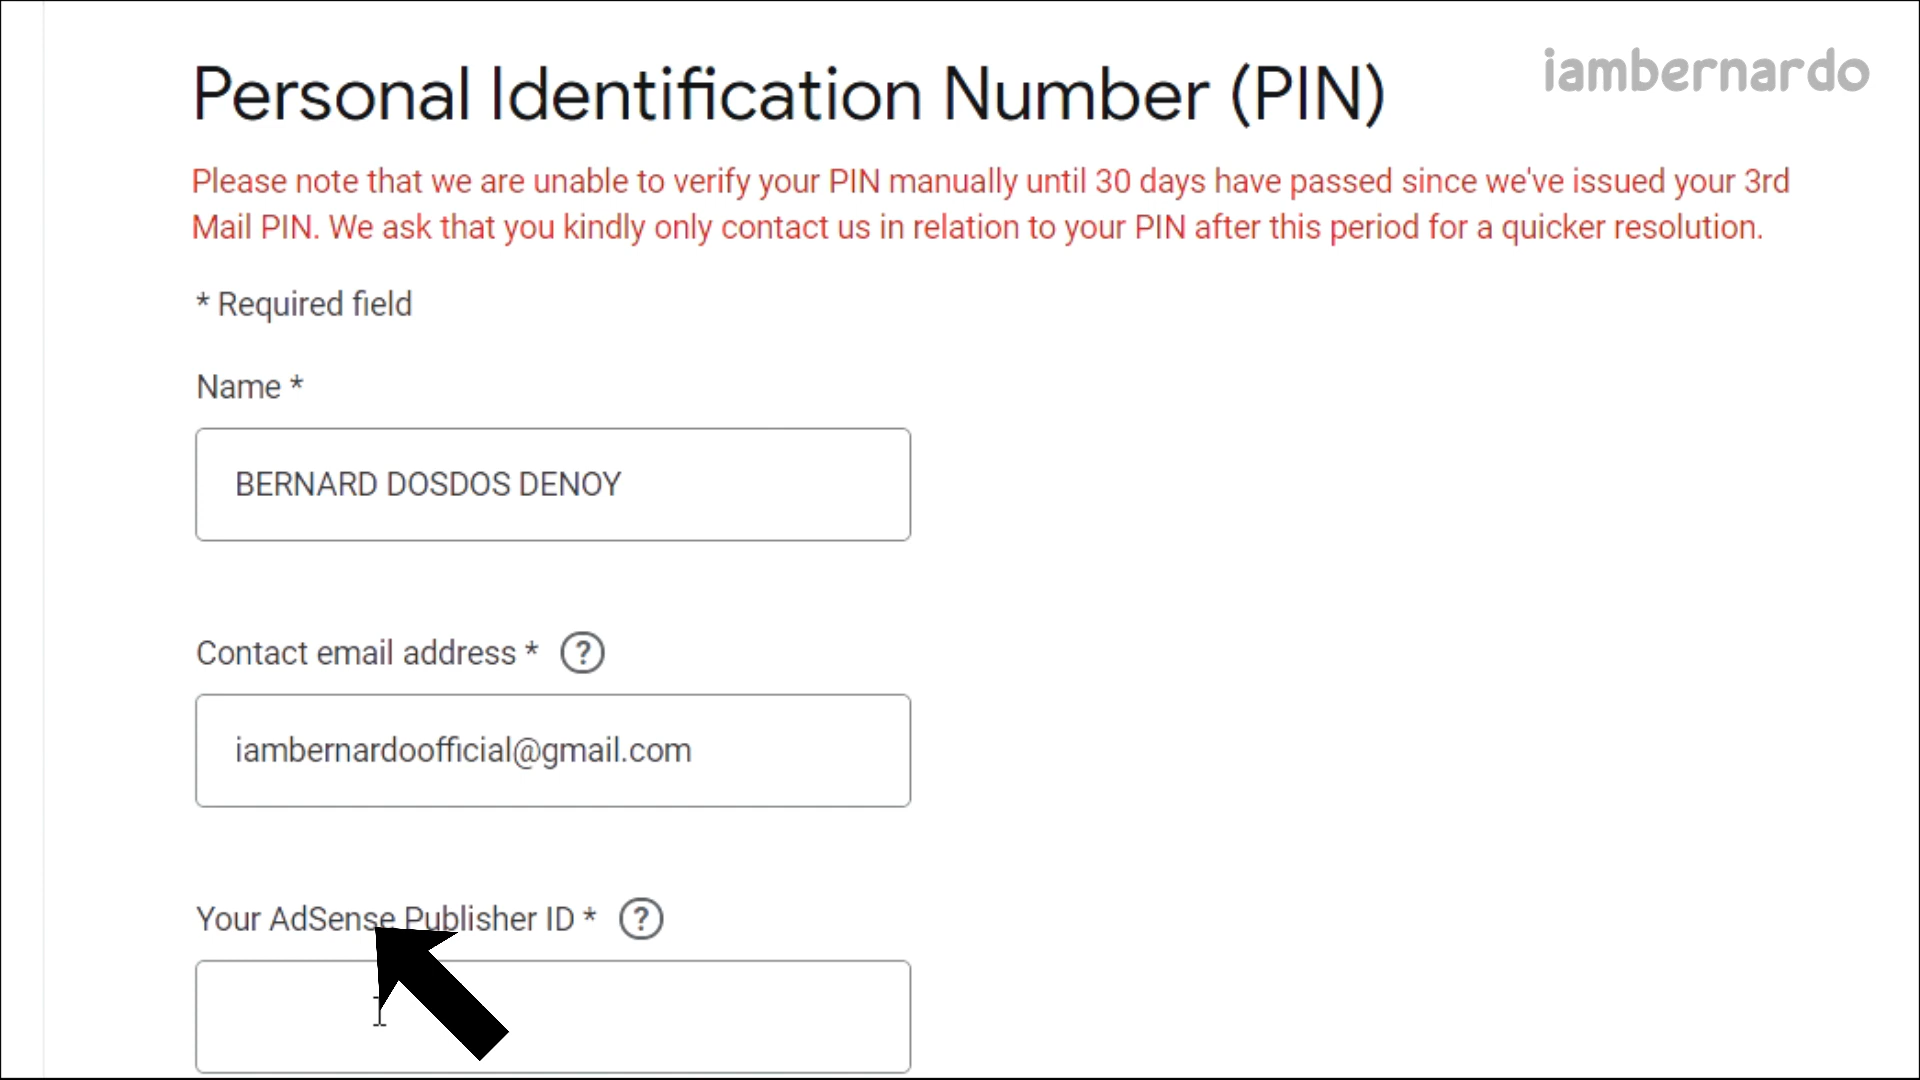 iambernardo
Personal Identification Number (PIN)
Please note that we are unable to verify your PIN manually until 30 days have passed since we've issued your 3rd
Mail PIN. We ask that you kindly only contact us in relation to your PIN after this period for a quicker resolution.
* Required field
Name *
BERNARD DOSDOS DENOY
Contact email address * ?
iambernardoofficial@gmail.com
Your AdSense Publisher ID * ?